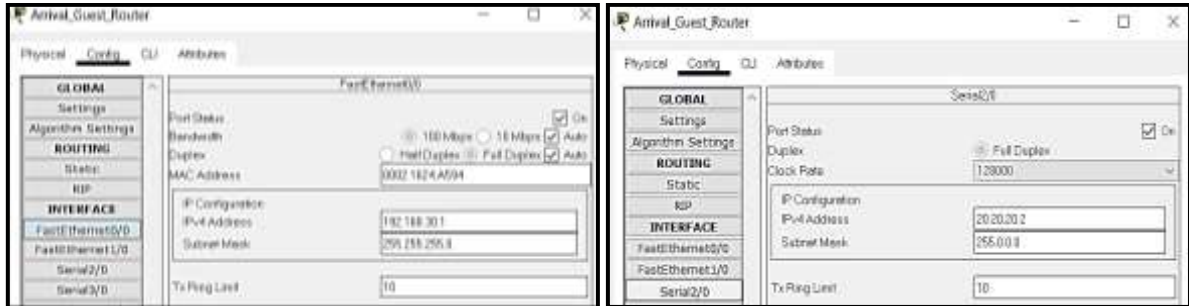 Arrival_Guest_Router
Physical Config CLI Attributes
GLOBAL
Settings
Algorithm Settings
ROUTING
Static
RIP
INTERFACE
FastEthernet0/0
FastEthernet1/0
Serial2/0
Serial3/0
FastEthernet0/0
Port Status On
Bandwidth 100 Mbps 10 Mbps Auto
Duplex Half Duplex Full Duplex Auto
MAC Address 0002.1624.A594
IP Configuration
IPv4 Address 192.168.30.1
Subnet Mask 255.255.255.0
Tx Ring Limit 10
Arrival_Guest_Router
Physical Config CLI Attributes
GLOBAL
Settings
Algorithm Settings
ROUTING
Static
RIP
INTERFACE
FastEthernet0/0
FastEthernet1/0
Serial2/0
Serial2/0
Port Status On
Duplex Full Duplex
Clock Rate 128000
IP Configuration
IPv4 Address 20.20.20.2
Subnet Mask 255.0.0.0
Tx Ring Limit 10